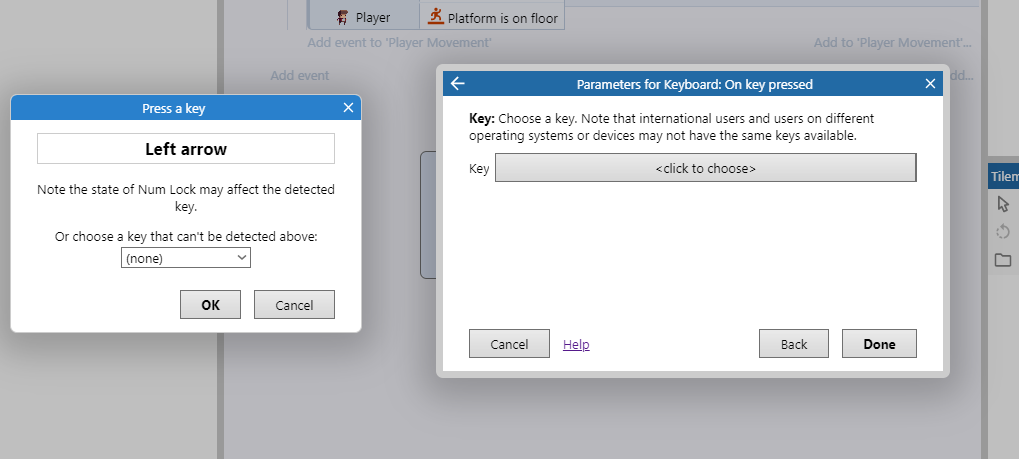 Player
Platform is on floor
Add event to 'Player Movement'
Add to 'Player Movement'...
Add event
dd...
Press a key
Left arrow
Note the state of Num Lock may affect the detected
key.
Or choose a key that can't be detected above:
(none)
OK
Cancel
Parameters for Keyboard: On key pressed
Key: Choose a key. Note that international users and users on different
operating systems or devices may not have the same keys available.
Key
<click to choose>
Cancel
Help
Back
Done
Tilem